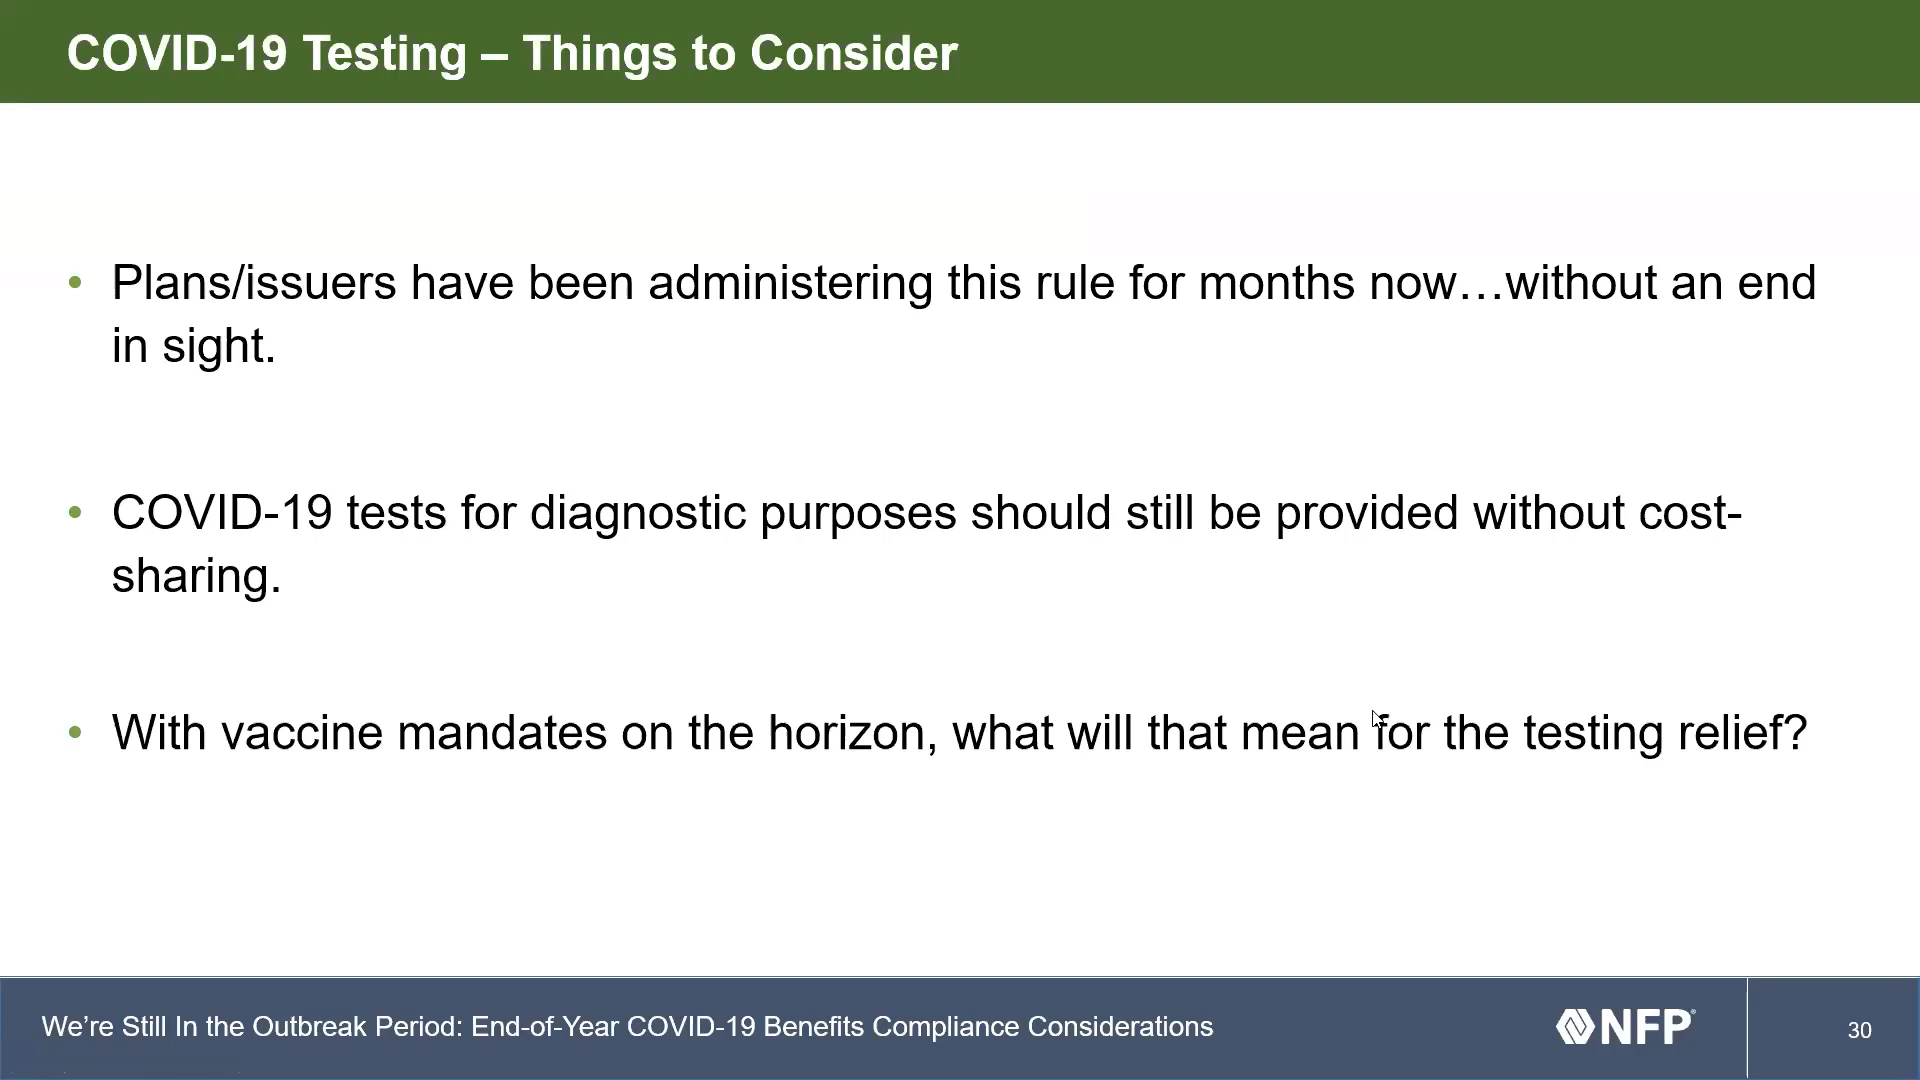 COVID-19 Testing – Things to Consider
• Plans/issuers have been administering this rule for months now…without an end
in sight.
• COVID-19 tests for diagnostic purposes should still be provided without cost-
sharing.
• With vaccine mandates on the horizon, what will that mean for the testing relief?
We’re Still In the Outbreak Period: End-of-Year COVID-19 Benefits Compliance Considerations
NFP®
30